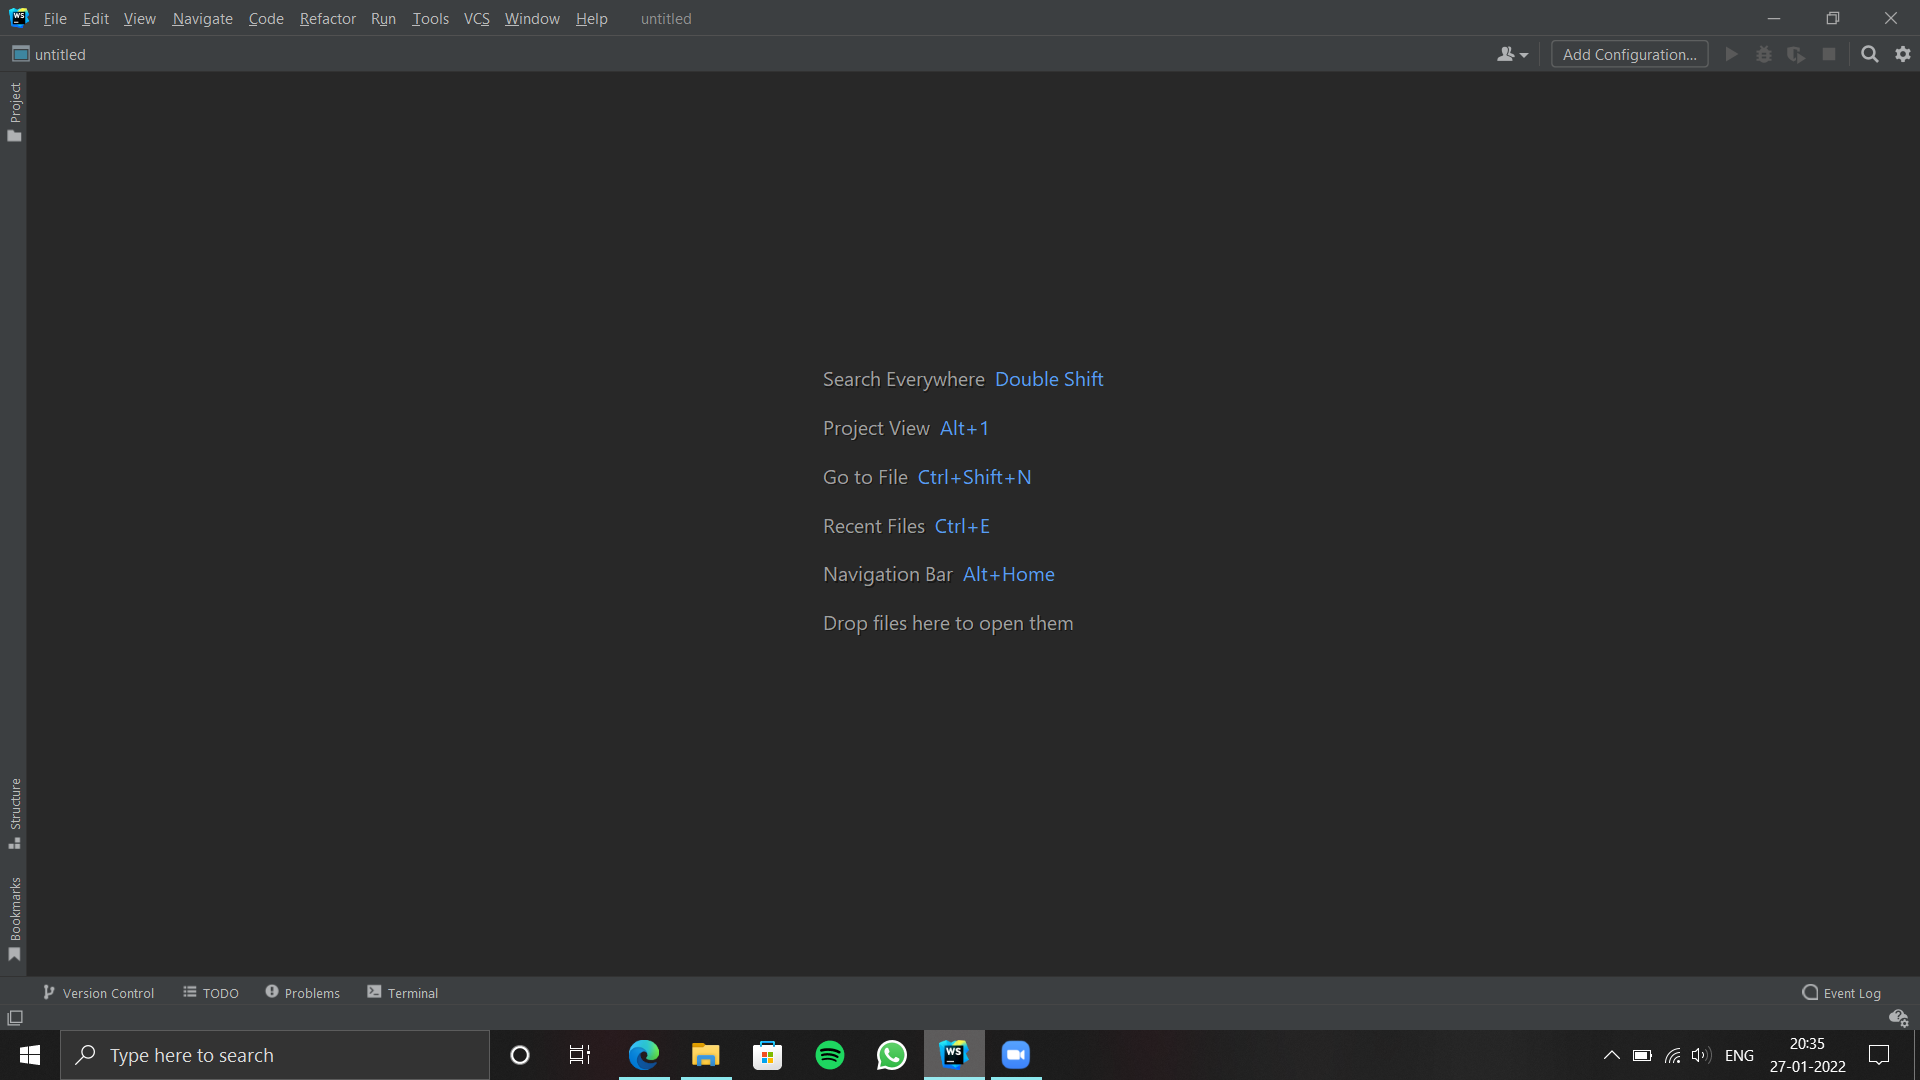 File Edit View Navigate Code Refactor Run Tools VCS Window Help untitled
untitled Add Configuration...
Project
Search Everywhere Double Shift
Project View Alt+1
Go to File Ctrl+Shift+N
Recent Files Ctrl+E
Navigation Bar Alt+Home
Drop files here to open them
Structure
Bookmarks
Version Control TODO Problems Terminal Event Log
Type here to search WS ENG 20:35
27-01-2022